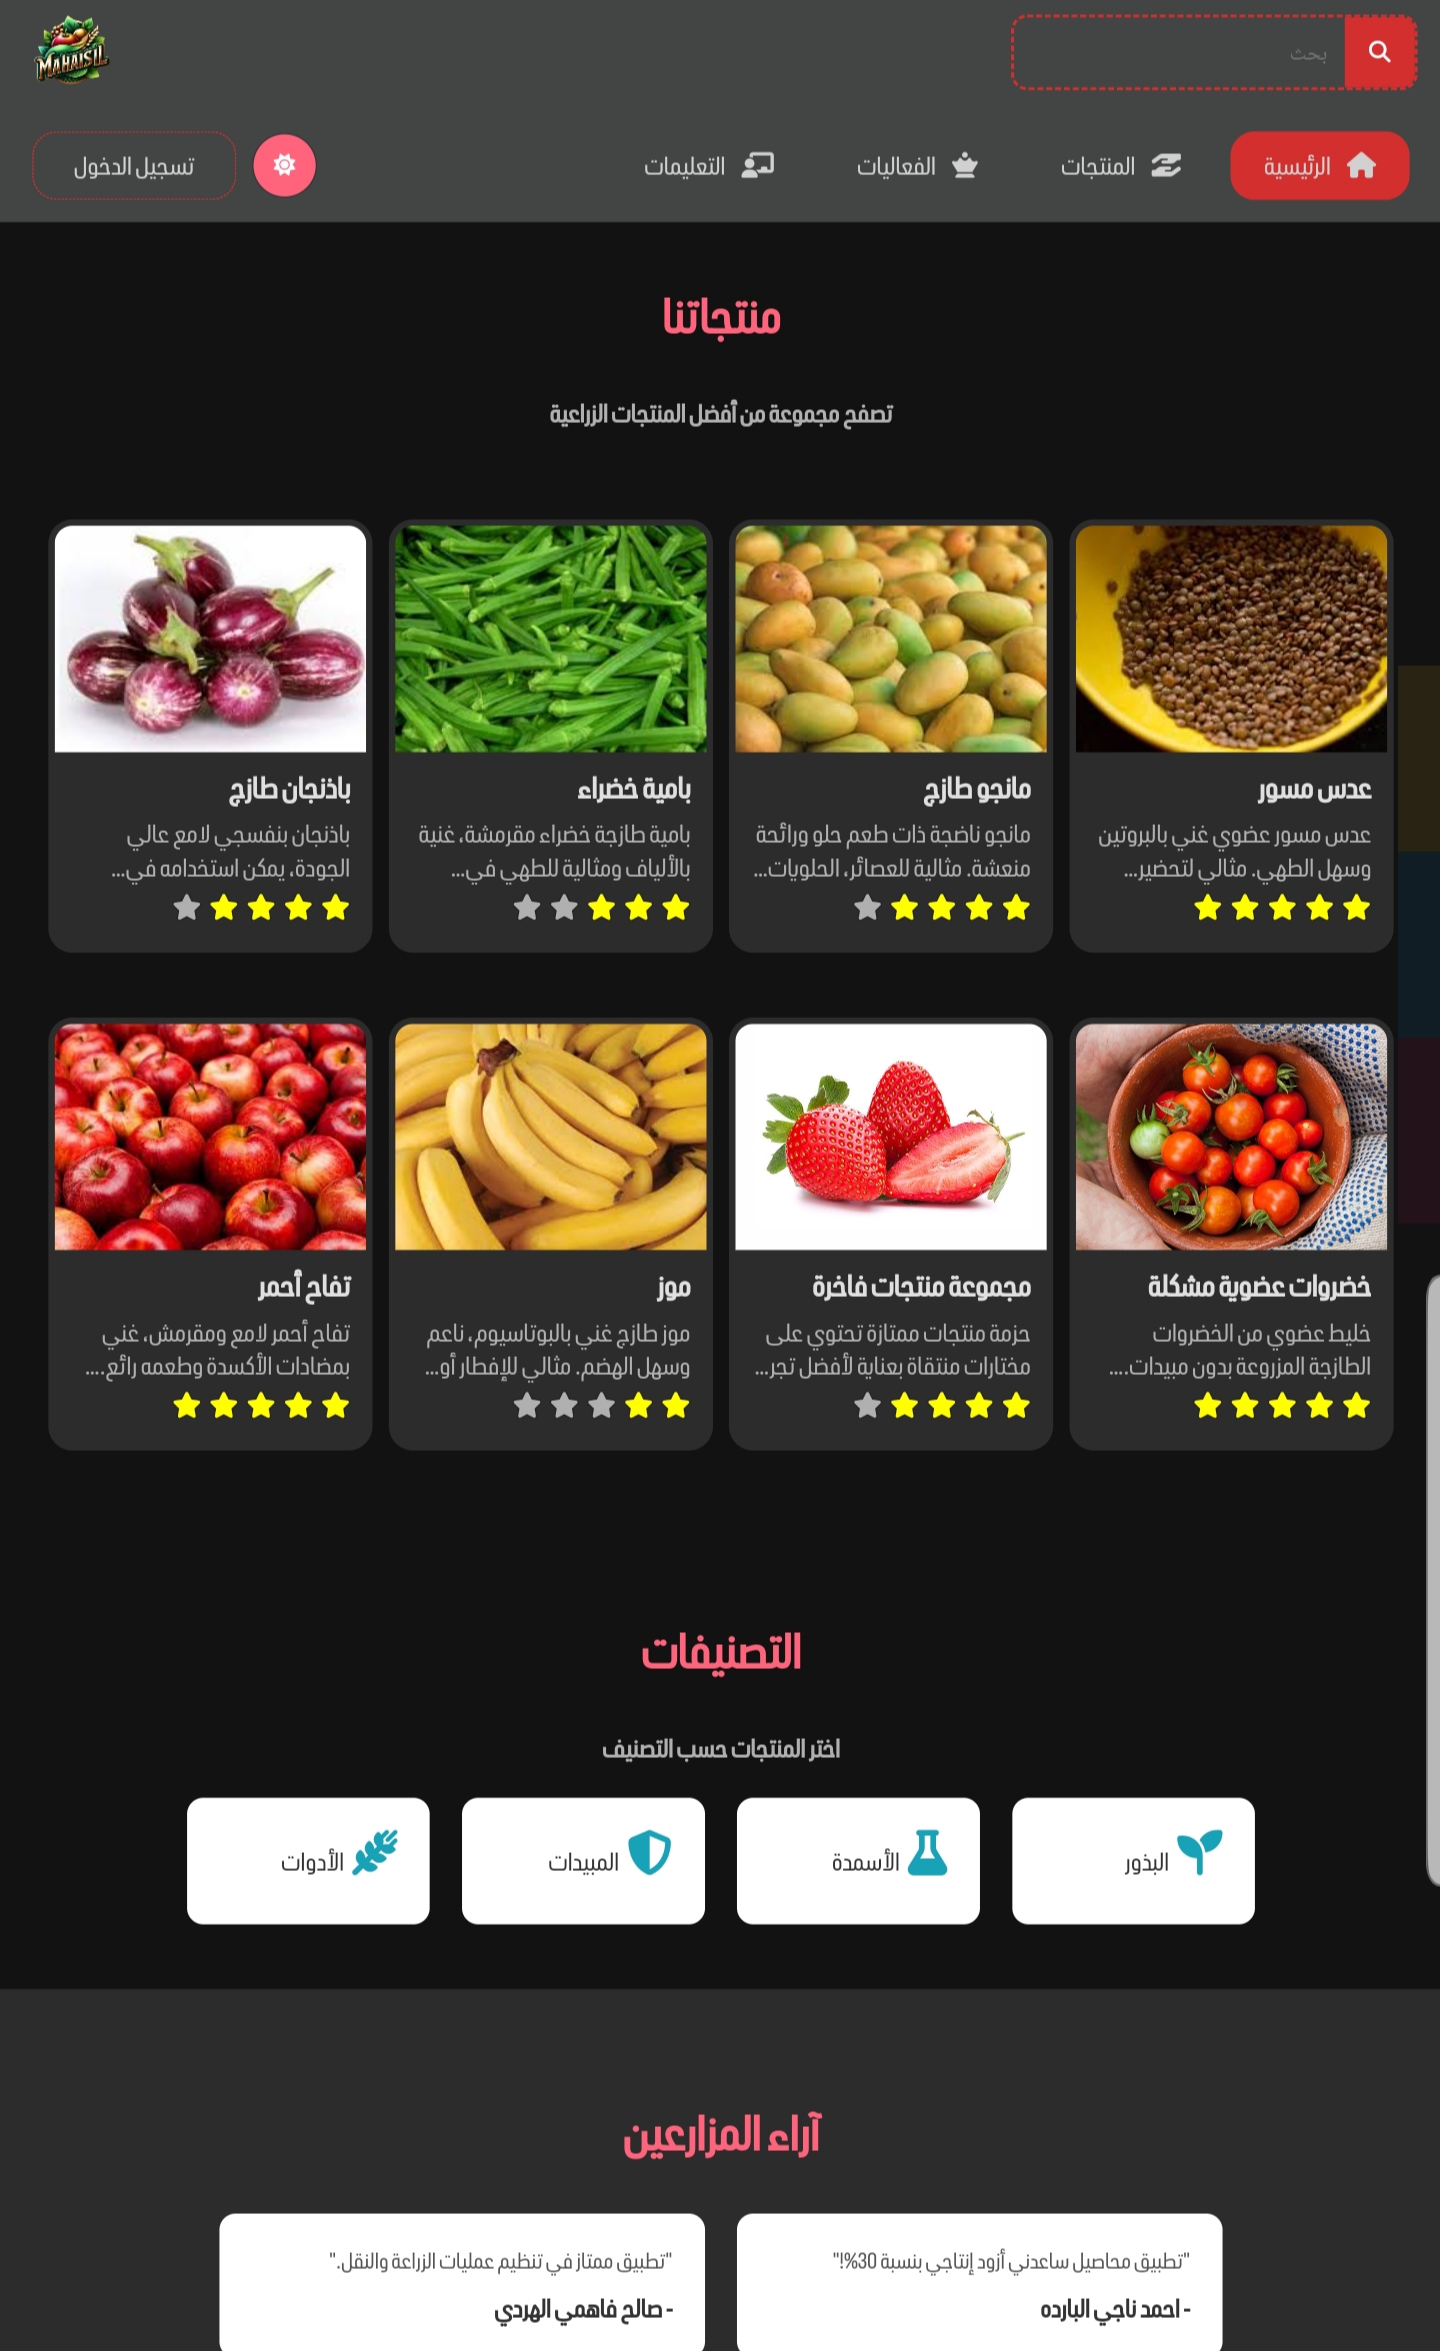 MAHAISIL
بحث
الرئيسية
المنتجات
الفعاليات
التعليمات
تسجيل الدخول
منتجاتنا
تصفح مجموعة من أفضل المنتجات الزراعية
عدس مسور
عدس مسور عضوي غني بالبروتين
وسهل الطهي. مثالي لتحضير...
مانجو طازج
مانجو ناضجة ذات طعم حلو ورائحة
منعشة. مثالية للعصائر، الحلويات...
بامية خضراء
بامية طازجة خضراء مقرمشة، غنية
بالألياف ومثالية للطهي في...
باذنجان طازج
باذنجان بنفسجي لامع عالي
الجودة، يمكن استخدامه في...
خضروات عضوية مشكلة
خليط عضوي من الخضروات
الطازجة المزروعة بدون مبيدات....
مجموعة منتجات فاخرة
حزمة منتجات ممتازة تحتوي على
مختارات منتقاة بعناية لأفضل تجر...
موز
موز طازج غني بالبوتاسيوم، ناعم
وسهل الهضم. مثالي للإفطار أو...
تفاح أحمر
تفاح أحمر لامع ومقرمش، غني
بمضادات الأكسدة وطعمه رائع....
التصنيفات
اختر المنتجات حسب التصنيف
البذور
الأسمدة
المبيدات
الأدوات
آراء المزارعين
"تطبيق محاصيل ساعدني أزود إنتاجي بنسبة 30%!"
- احمد ناجي البارده
"تطبيق ممتاز في تنظيم عمليات الزراعة والنقل."
- صالح فاهمي الهردي